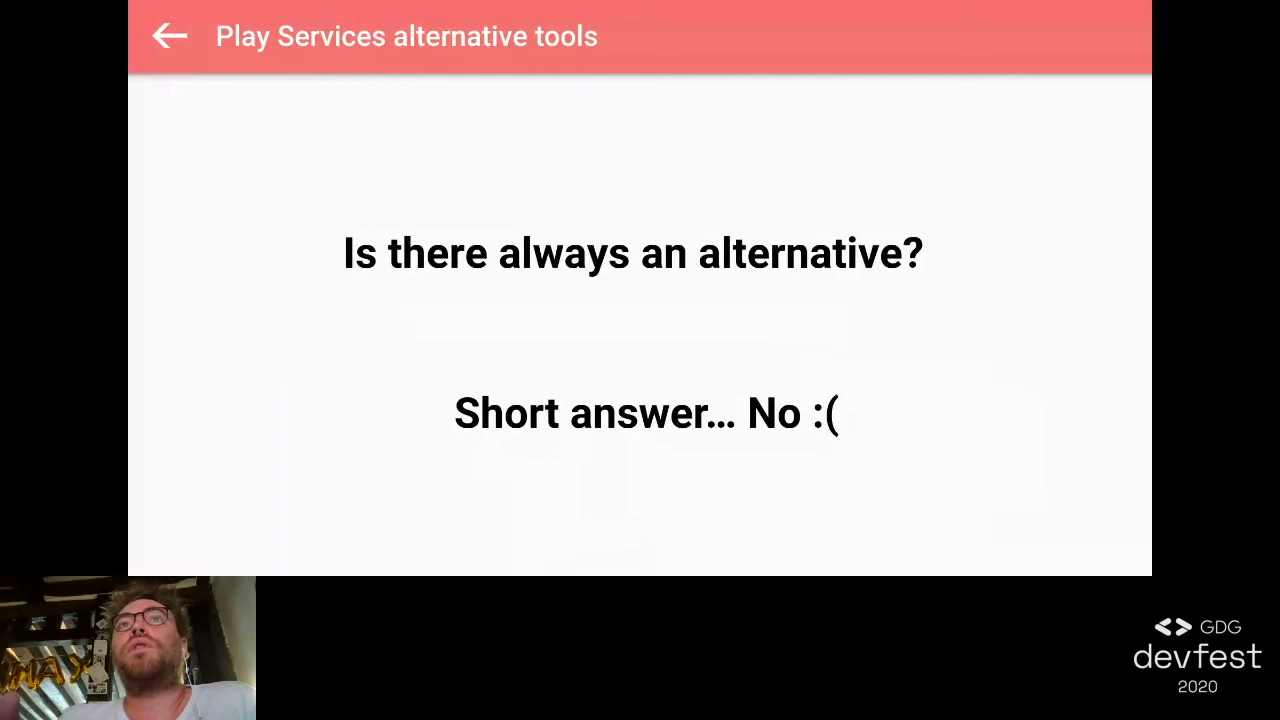 Play Services alternative tools
Is there always an alternative?
Short answer... No :(
GDG
devfest
2020